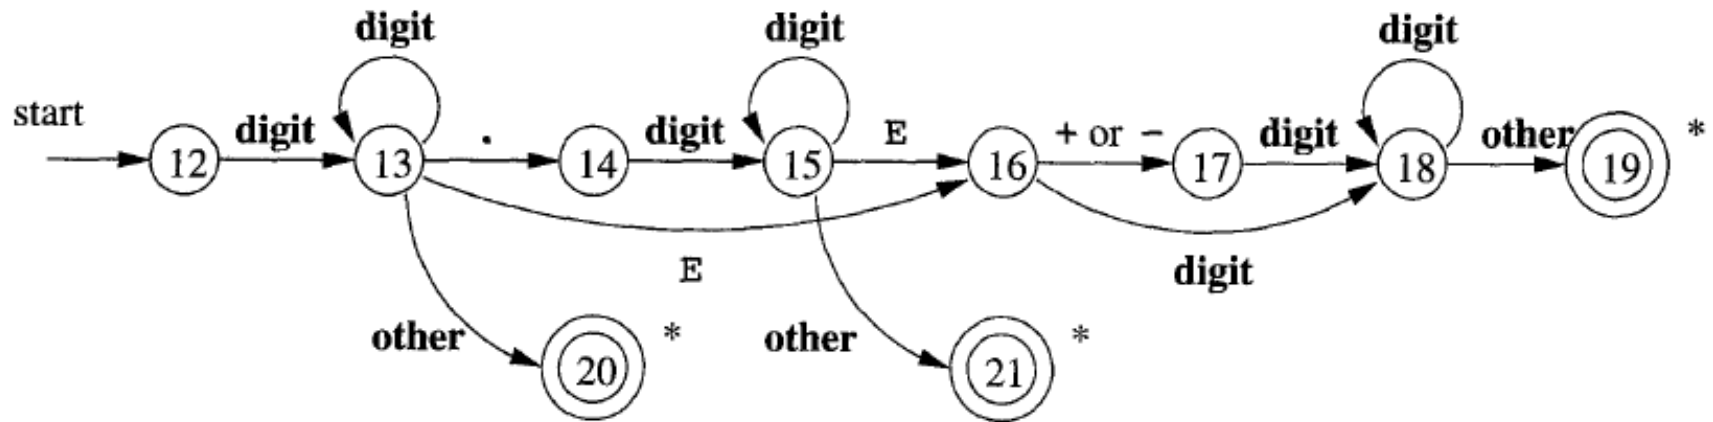 digit digit digit
start digit . digit E + or − digit other *
12 13 14 15 16 17 18 19
E digit
other * other *
20 21